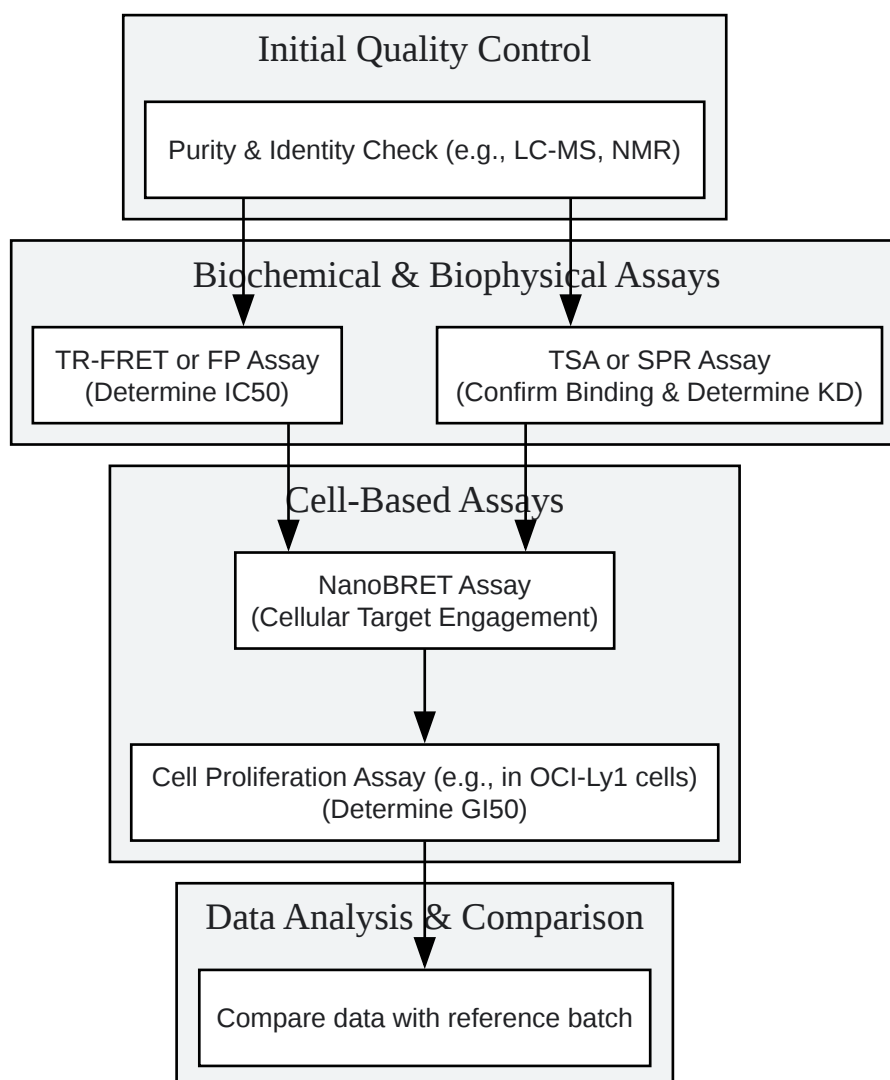 Initial Quality Control
Purity & Identity Check (e.g., LC-MS, NMR)
Biochemical & Biophysical Assays
TR-FRET or FP Assay
(Determine IC50)
TSA or SPR Assay
(Confirm Binding & Determine KD)
Cell-Based Assays
NanoBRET Assay
(Cellular Target Engagement)
Cell Proliferation Assay (e.g., in OCI-Ly1 cells)
(Determine GI50)
Data Analysis & Comparison
Compare data with reference batch